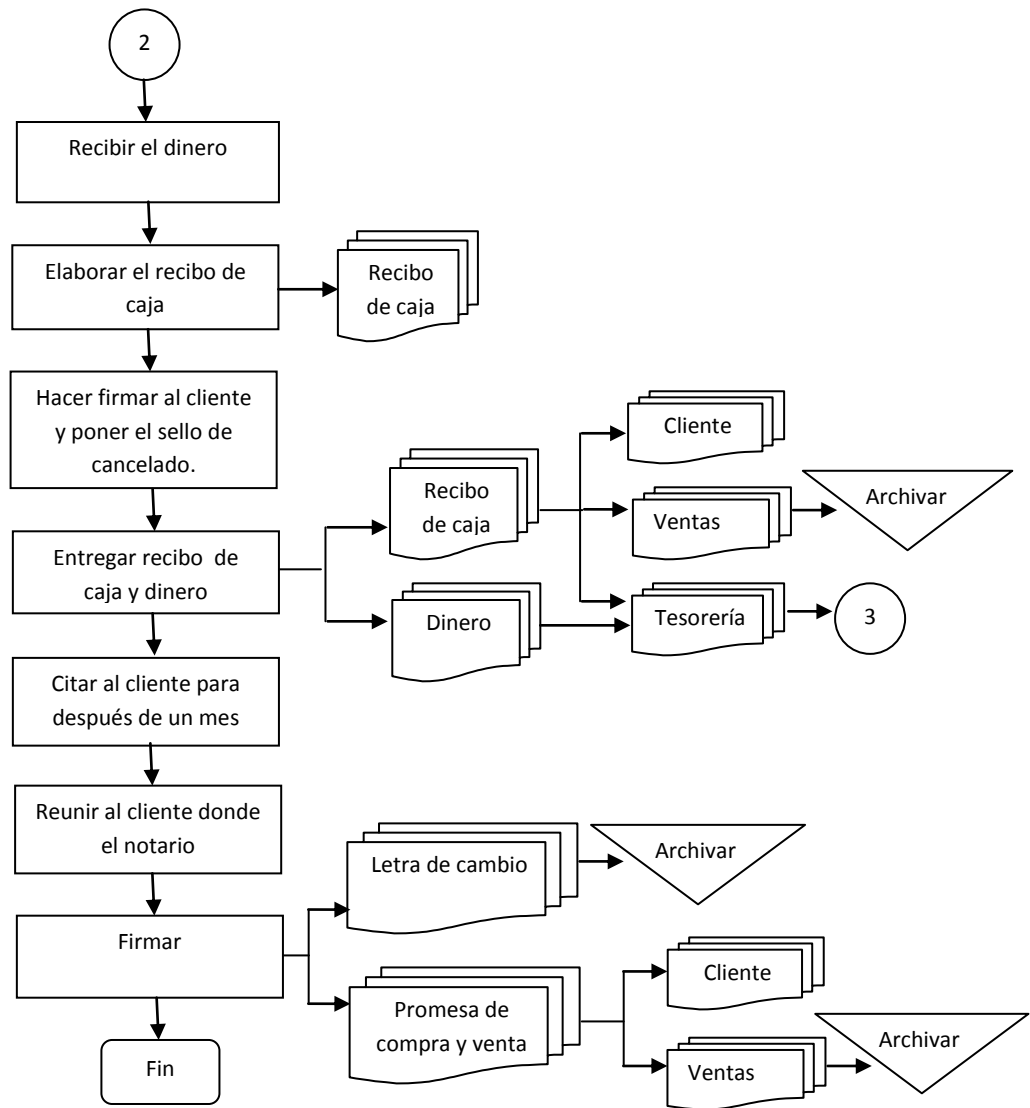 2
Recibir el dinero
Elaborar el recibo de
caja
Recibo
de caja
Hacer firmar al cliente
y poner el sello de
cancelado.
Cliente
Recibo
de caja
Ventas
Archivar
Entregar recibo de
caja y dinero
Dinero
Tesorería
3
Citar al cliente para
después de un mes
Reunir al cliente donde
el notario
Letra de cambio
Archivar
Firmar
Promesa de
compra y venta
Cliente
Ventas
Archivar
Fin